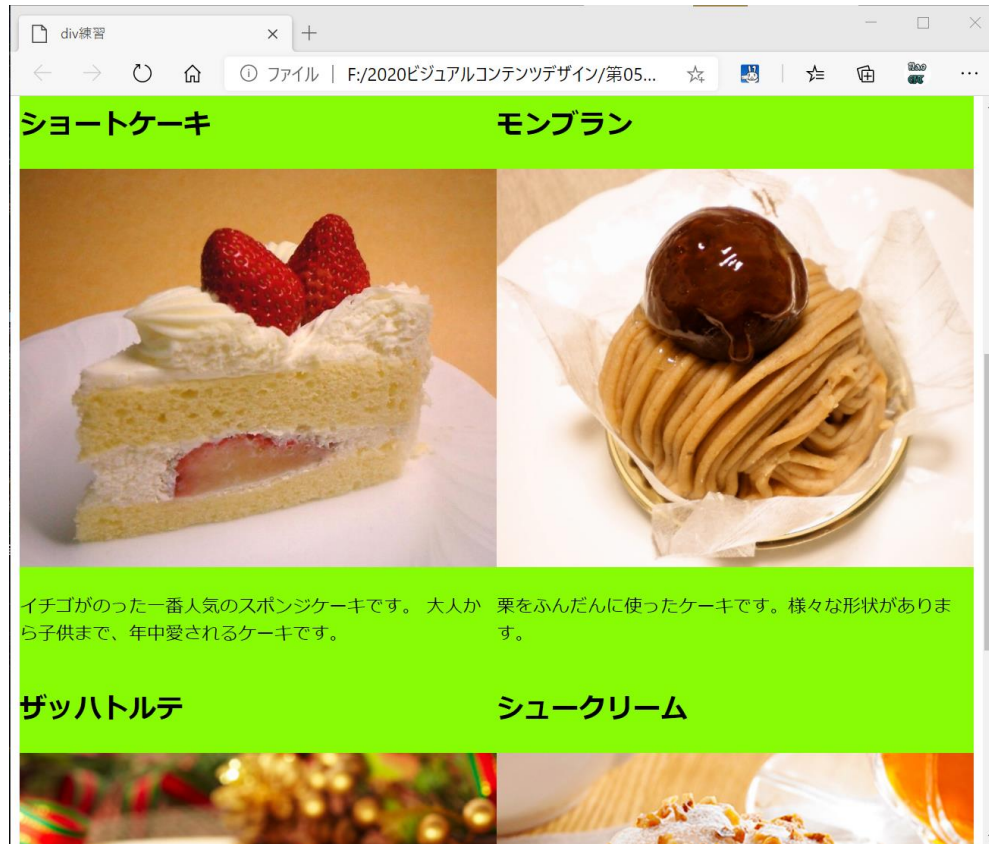 div練習
ファイル
F:/2020ビジュアルコンテンツデザイン/第05...
ショートケーキ
モンブラン
イチゴがのった一番人気のスポンジケーキです。 大人か
ら子供まで、年中愛されるケーキです。
栗をふんだんに使ったケーキです。様々な形状がありま
す。
ザッハトルテ
シュークリーム